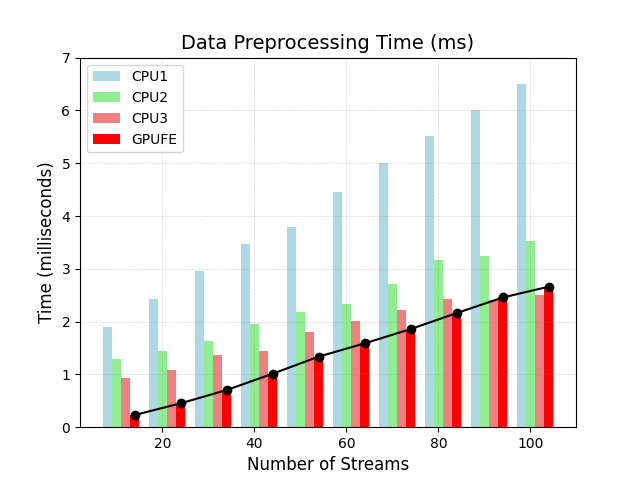 Data Preprocessing Time (ms)
CPU1
CPU2
CPU3
GPUFE
Time (milliseconds)
7
6
5
4
3
2
1
0
20 40 60 80 100
Number of Streams